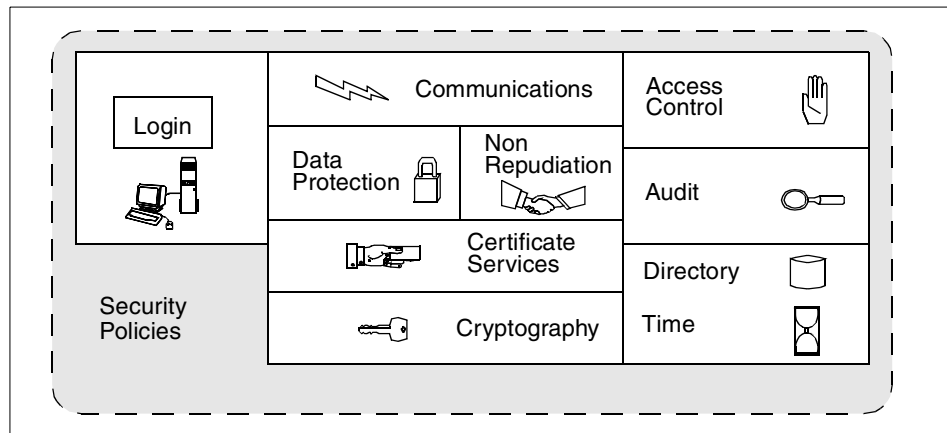 Login
Communications
Data
Protection
Non
Repudiation
Certificate
Services
Cryptography
Access
Control
Audit
Directory
Time
Security
Policies